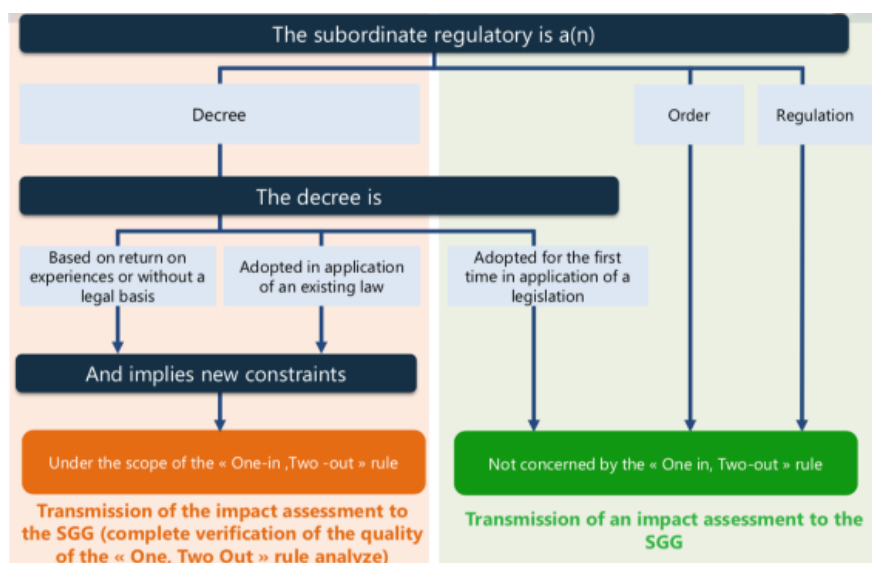 The subordinate regulatory is a(n)
Decree
Order
Regulation
The decree is
Based on return on
experiences or without a
legal basis
Adopted in application
of an existing law
Adopted for the first
time in application of a
legislation
And implies new constraints
Under the scope of the « One-in ,Two -out » rule
Not concerned by the « One in, Two-out » rule
Transmission of the impact assessment to
the SGG (complete verification of the quality
of the « One, Two Out » rule analyze)
Transmission of an impact assessment to the
SGG